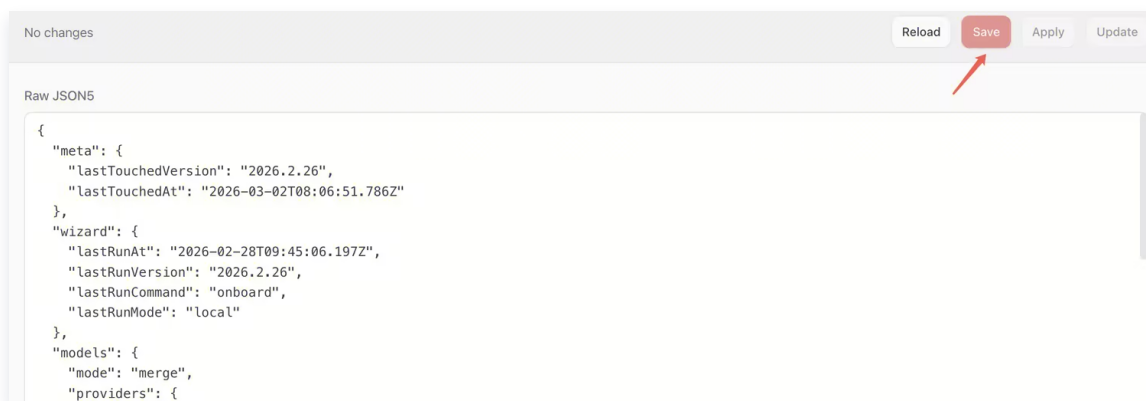 No changes
Reload Save Apply Update
Raw JSON5
{
  "meta": {
    "lastTouchedVersion": "2026.2.26",
    "lastTouchedAt": "2026-03-02T08:06:51.786Z"
  },
  "wizard": {
    "lastRunAt": "2026-02-28T09:45:06.197Z",
    "lastRunVersion": "2026.2.26",
    "lastRunCommand": "onboard",
    "lastRunMode": "local"
  },
  "models": {
    "mode": "merge",
    "providers": {